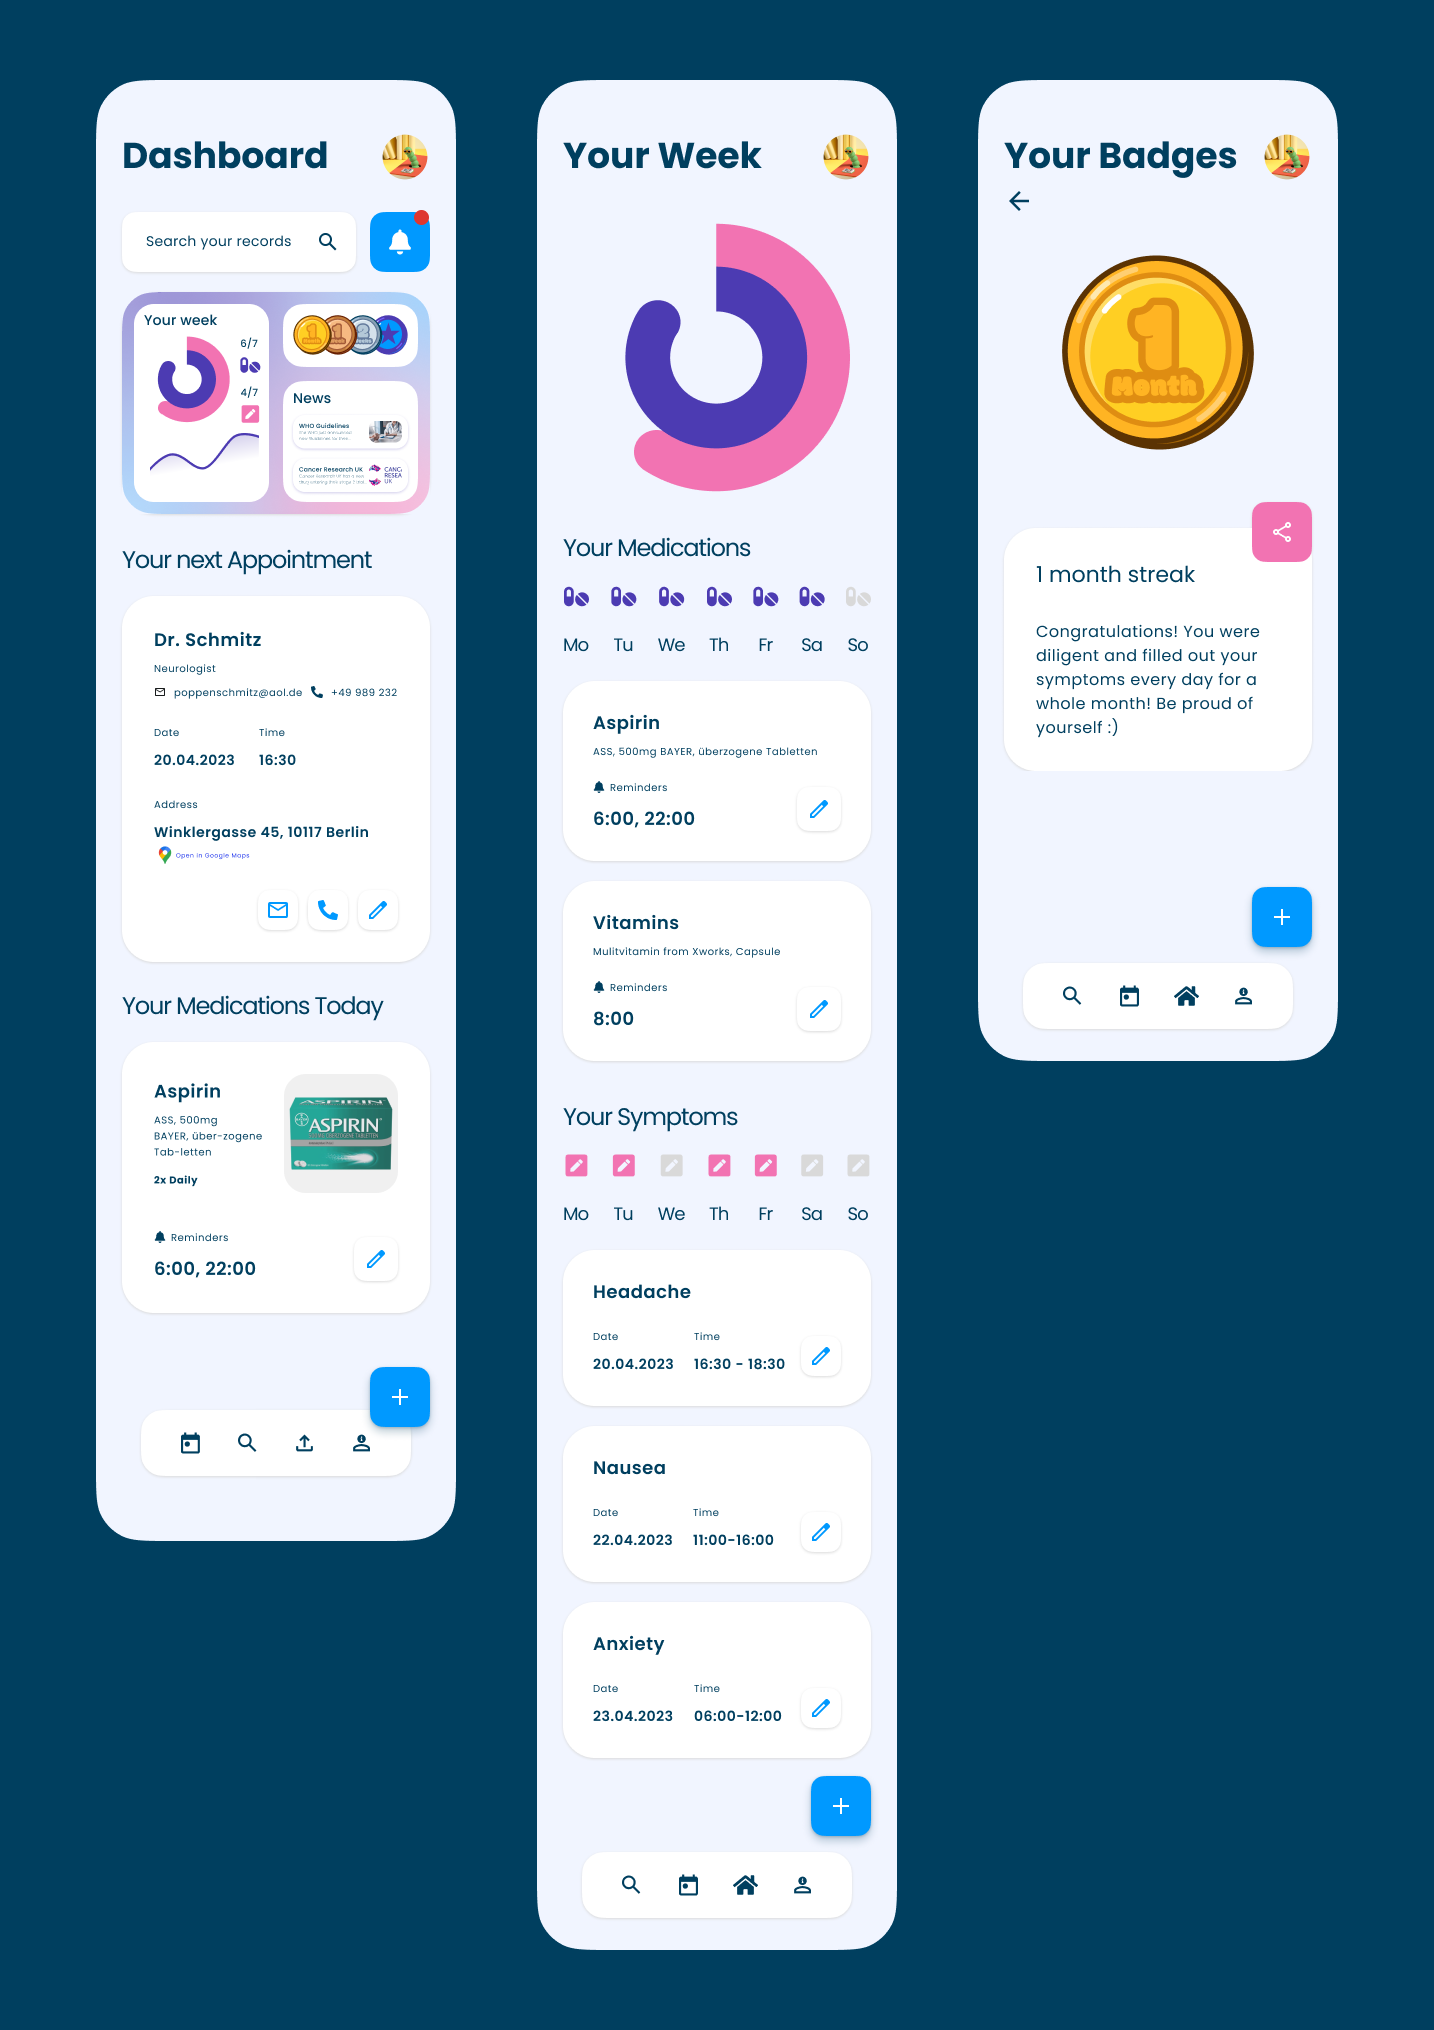 Dashboard
Search your records
Your week
6/7
4/7
1
1
2
News
WHO Guidelines
Cancer Research UK
CANC
RESEA
UK
Your next Appointment
Dr. Schmitz
Neurologist
poppenschmitz@aol.de +49 989 232
Date Time
20.04.2023 16:30
Address
Winklergasse 45, 10117 Berlin
Open in Google Maps
Your Medications Today
Aspirin
ASS, 500mg
BAYER, über-zogene
Tab-letten
2x Daily
ASPIRIN
ASPIRIN
Reminders
6:00, 22:00
Your Week
Your Medications
Mo Tu We Th Fr Sa So
Aspirin
ASS, 500mg BAYER, überzogene Tabletten
Reminders
6:00, 22:00
Vitamins
Mulitvitamin from Xworks, Capsule
Reminders
8:00
Your Symptoms
Mo Tu We Th Fr Sa So
Headache
Date Time
20.04.2023 16:30 - 18:30
Nausea
Date Time
22.04.2023 11:00-16:00
Anxiety
Date Time
23.04.2023 06:00-12:00
Your Badges
1
Month
1 month streak
Congratulations! You were
diligent and filled out your
symptoms every day for a
whole month! Be proud of
yourself :)